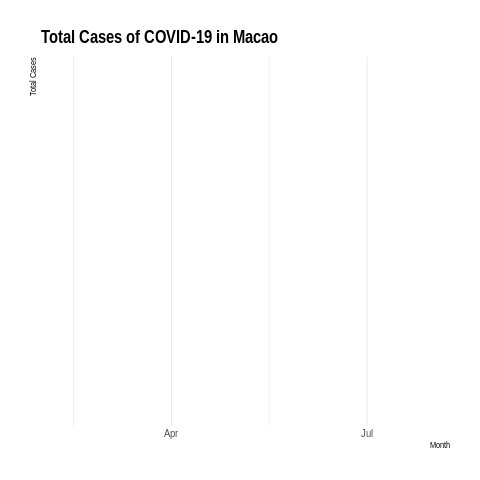 Total Cases of COVID-19 in Macao
Total Cases
Apr
Jul
Month